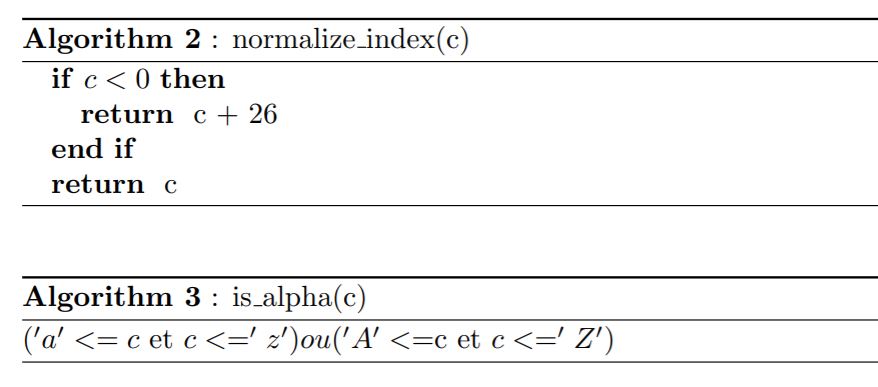 Algorithm 2 : normalize_index(c)
if c < 0 then
return c + 26
end if
return c
Algorithm 3 : is_alpha(c)
('a' <= c et c <=' z')ou('A' <=c et c <=' Z')